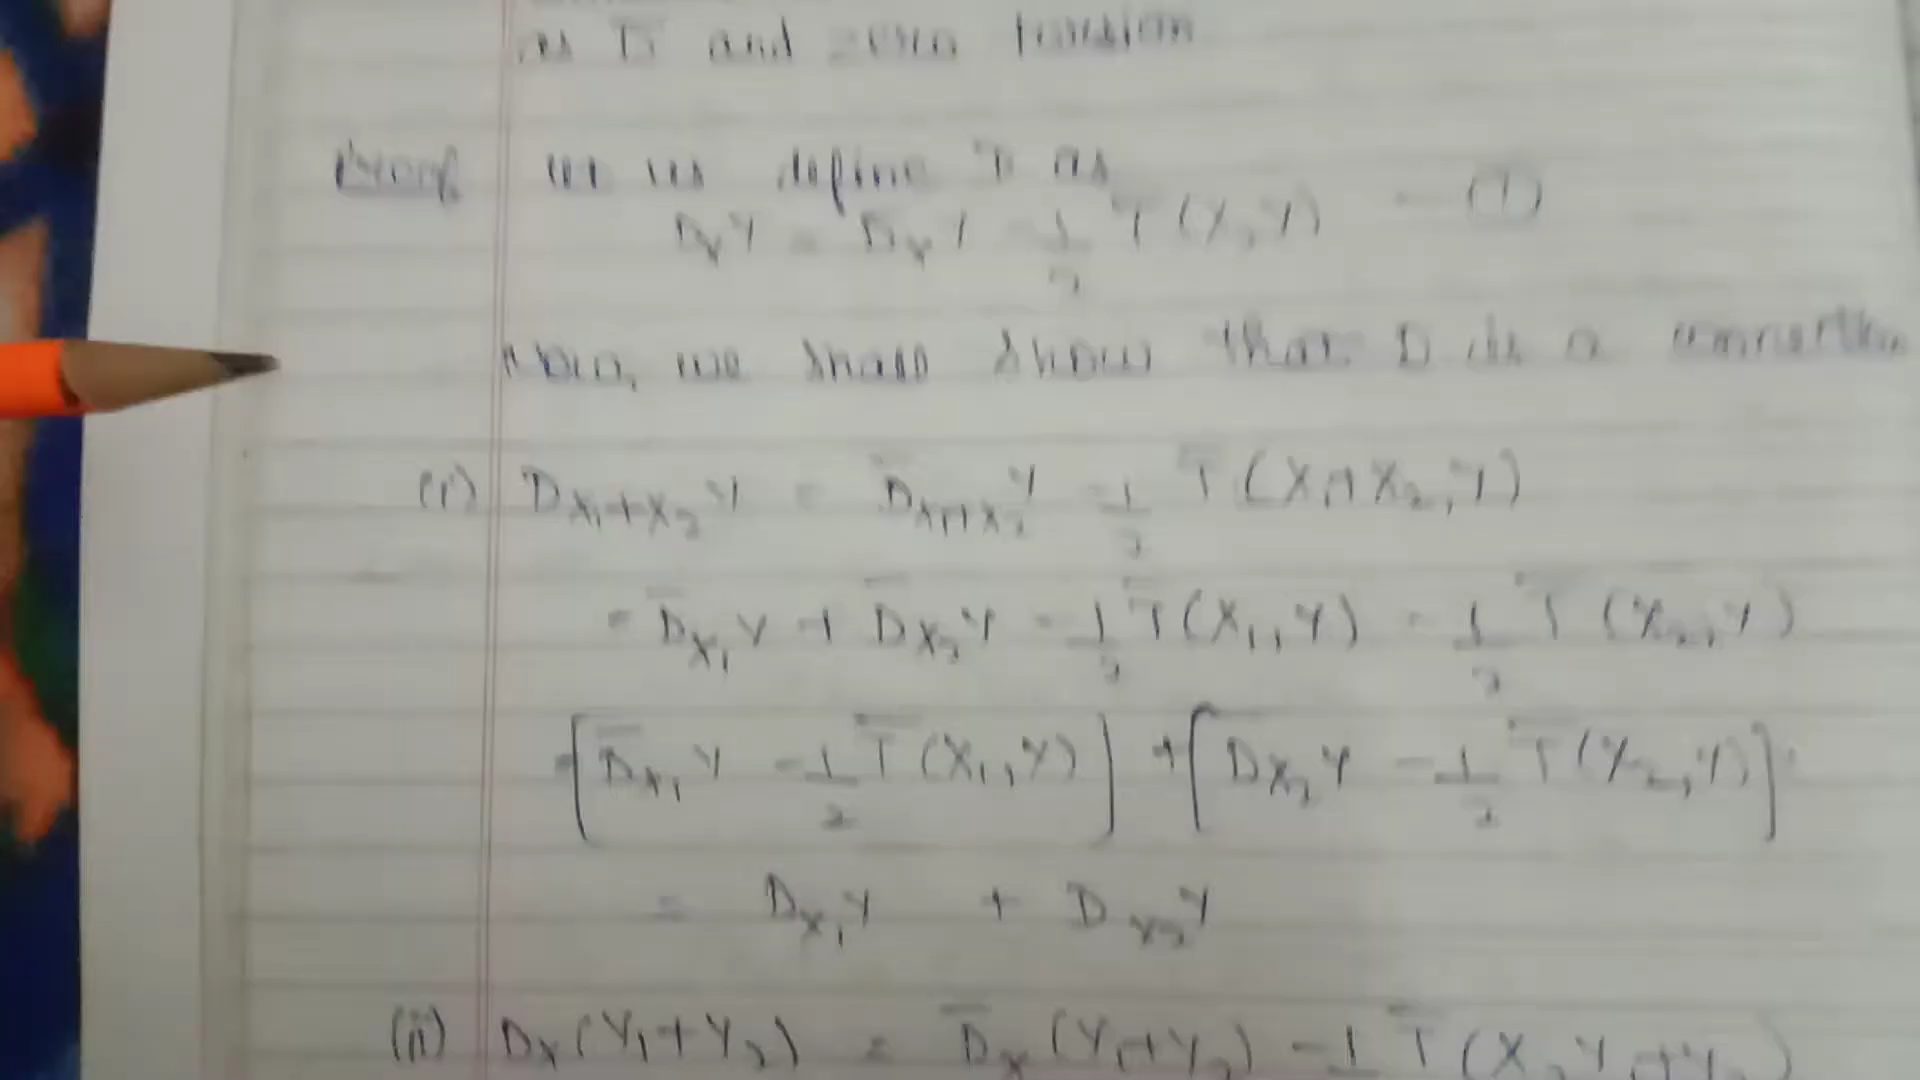 as D̅ and zero torsion
Proof let us define D as
D_X Y = D̅_X Y - 1/2 T̅(X, Y) - (1)
Now, we shall show that D is a connection
(i) D_{X₁+X₂} Y = D̅_{X₁+X₂} Y - 1/2 T̅(X₁+X₂, Y)
= D̅_{X₁} Y + D̅_{X₂} Y - 1/2 T̅(X₁, Y) - 1/2 T̅(X₂, Y)
= [D̅_{X₁} Y - 1/2 T̅(X₁, Y)] + [D̅_{X₂} Y - 1/2 T̅(X₂, Y)]
= D_{X₁} Y + D_{X₂} Y
(ii) D_X(Y₁+Y₂) = D̅_X(Y₁+Y₂) - 1/2 T̅(X, Y₁+Y₂)